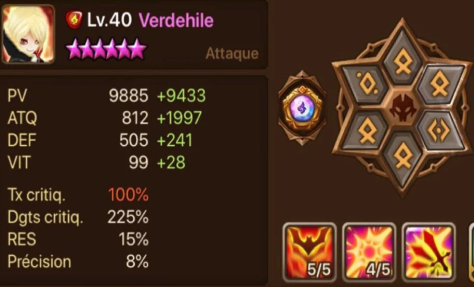 Lv.40 Verdehile
Attaque
PV 9885 +9433
ATQ 812 +1997
DEF 505 +241
VIT 99 +28
Tx critiq. 100%
Dgts critiq. 225%
RES 15%
Précision 8%
5/5
4/5